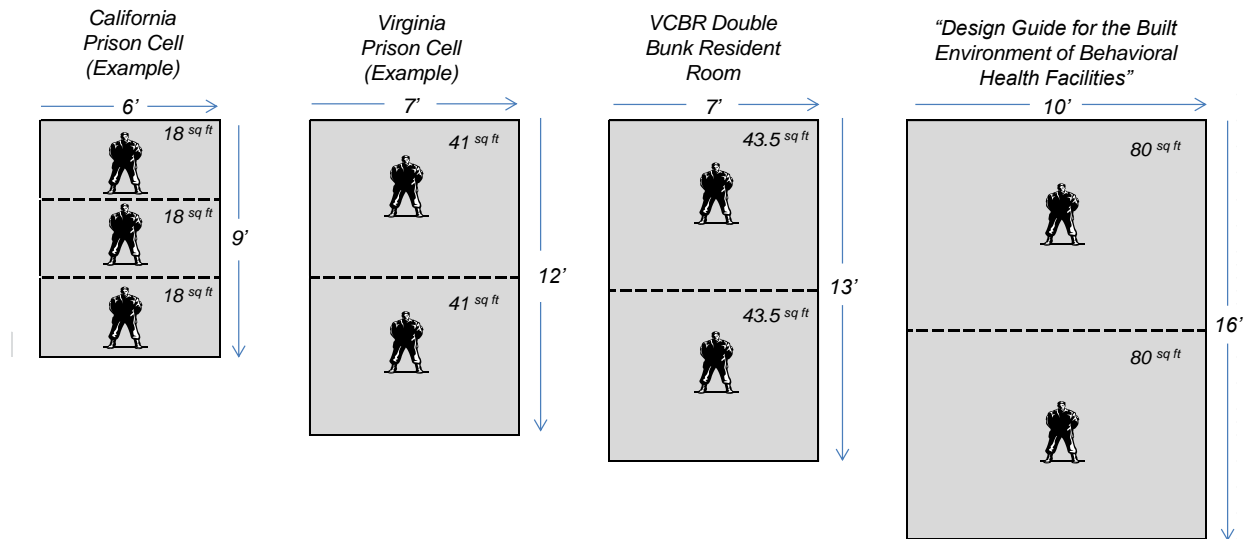 California
Prison Cell
(Example)
6’
18 sq ft
18 sq ft
18 sq ft
9’
Virginia
Prison Cell
(Example)
7’
41 sq ft
41 sq ft
12’
VCBR Double
Bunk Resident
Room
7’
43.5 sq ft
43.5 sq ft
13’
“Design Guide for the Built
Environment of Behavioral
Health Facilities”
10’
80 sq ft
80 sq ft
16’